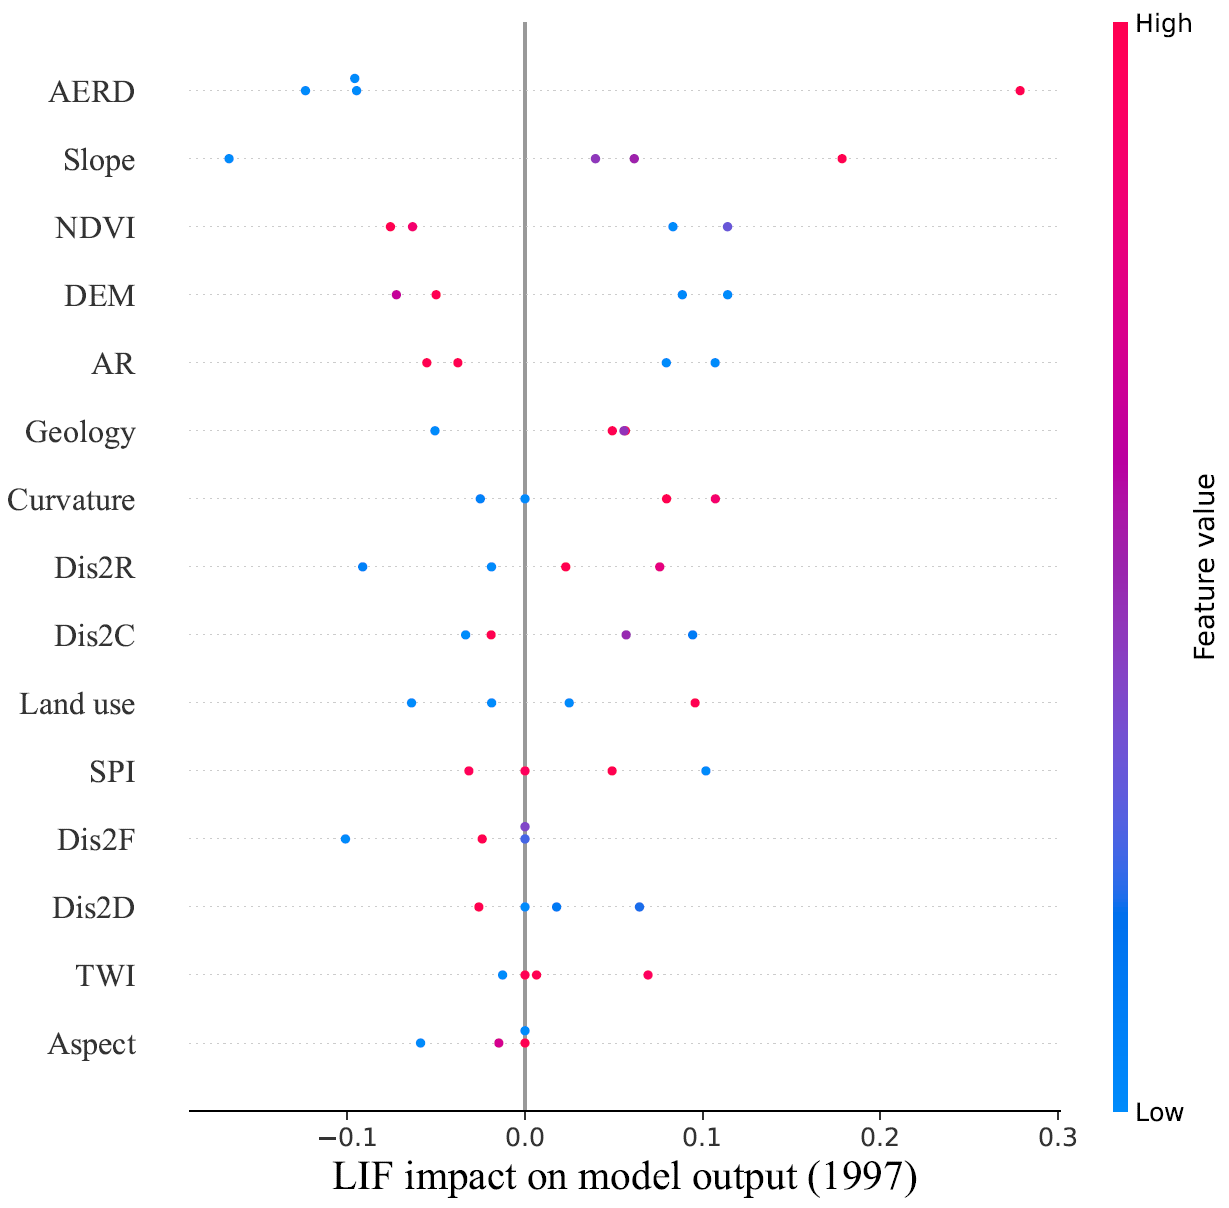 High
AERD
Slope
NDVI
DEM
AR
Geology
Curvature
Dis2R
Dis2C
Land use
SPI
Dis2F
Dis2D
TWI
Aspect
Feature value
Low
−0.1 0.0 0.1 0.2 0.3
LIF impact on model output (1997)